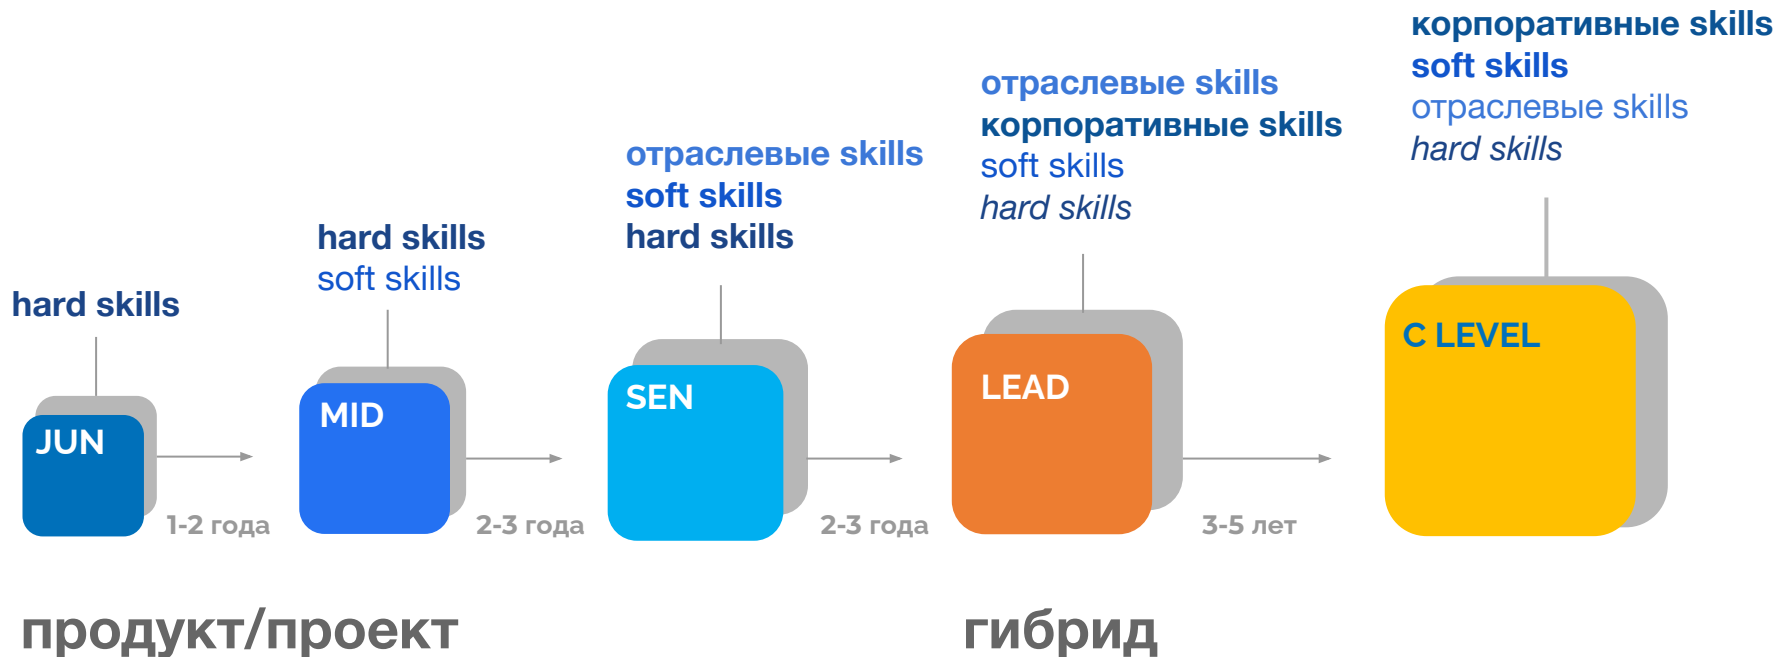 hard skills
JUN
1-2 года
hard skills
soft skills
MID
2-3 года
отраслевые skills
soft skills
hard skills
SEN
2-3 года
отраслевые skills
корпоративные skills
soft skills
hard skills
LEAD
3-5 лет
корпоративные skills
soft skills
отраслевые skills
hard skills
C LEVEL
продукт/проект
гибрид